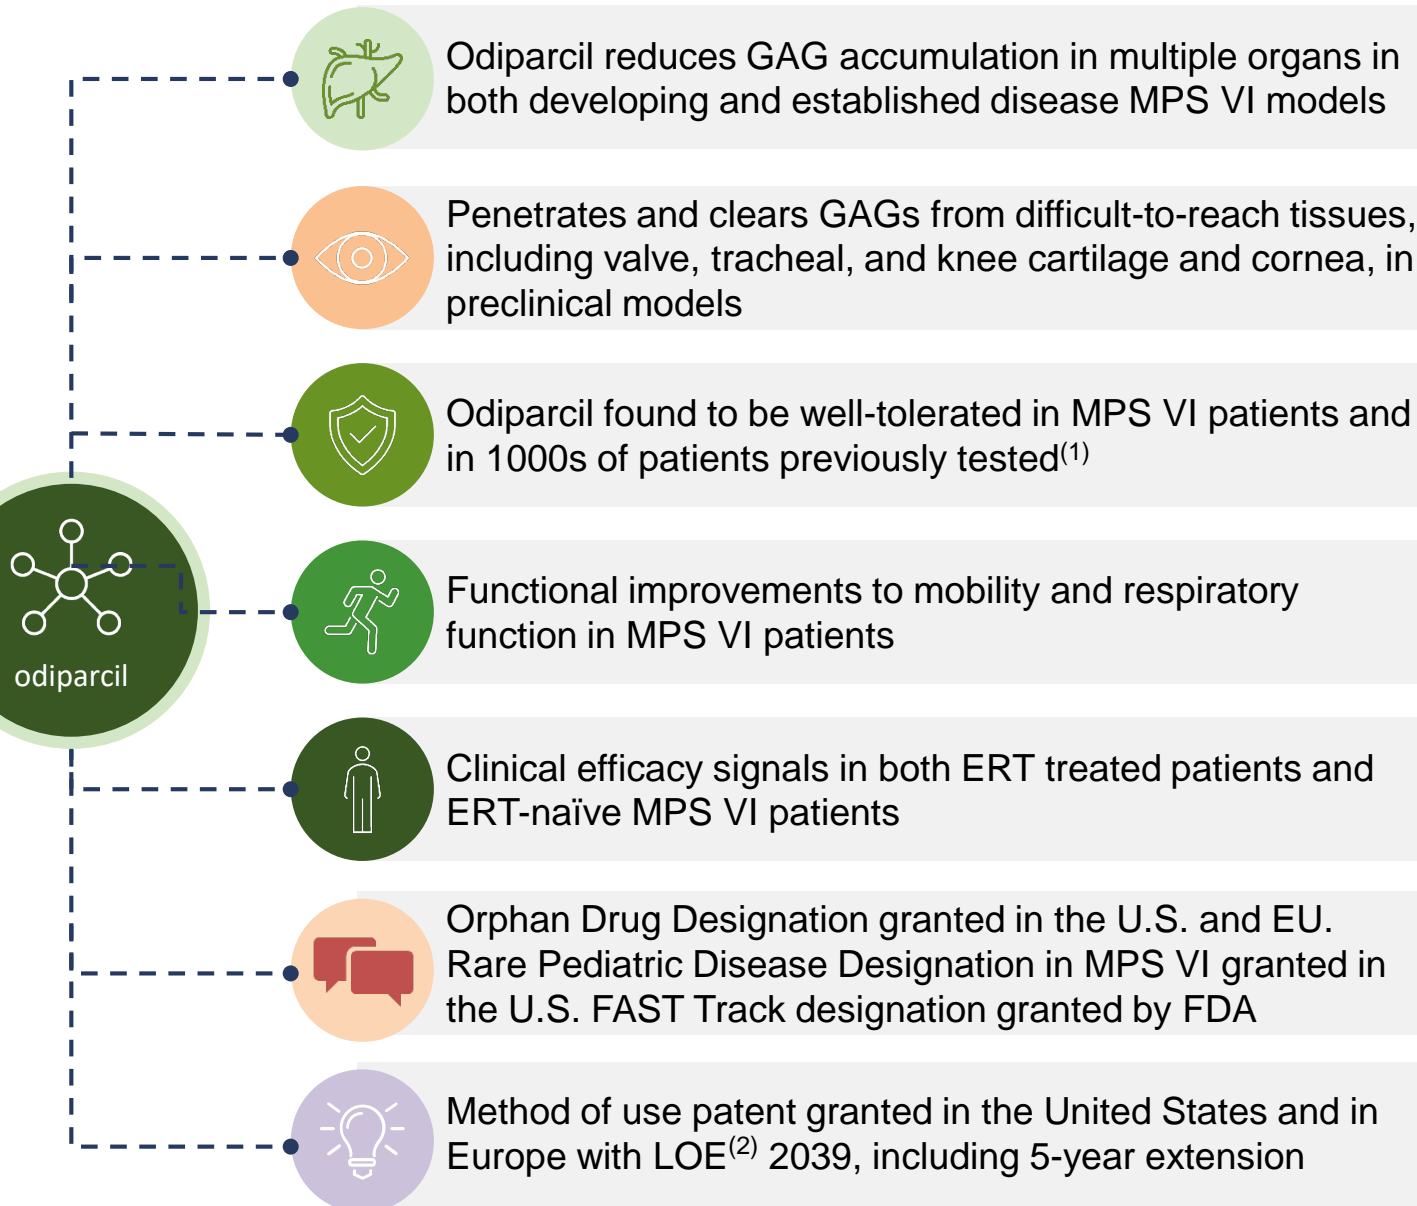 Odiparcil reduces GAG accumulation in multiple organs in
both developing and established disease MPS VI models
Penetrates and clears GAGs from difficult-to-reach tissues,
including valve, tracheal, and knee cartilage and cornea, in
preclinical models
Odiparcil found to be well-tolerated in MPS VI patients and
in 1000s of patients previously tested(1)
odiparcil
Functional improvements to mobility and respiratory
function in MPS VI patients
Clinical efficacy signals in both ERT treated patients and
ERT-naïve MPS VI patients
Orphan Drug Designation granted in the U.S. and EU.
Rare Pediatric Disease Designation in MPS VI granted in
the U.S. FAST Track designation granted by FDA
Method of use patent granted in the United States and in
Europe with LOE(2) 2039, including 5-year extension